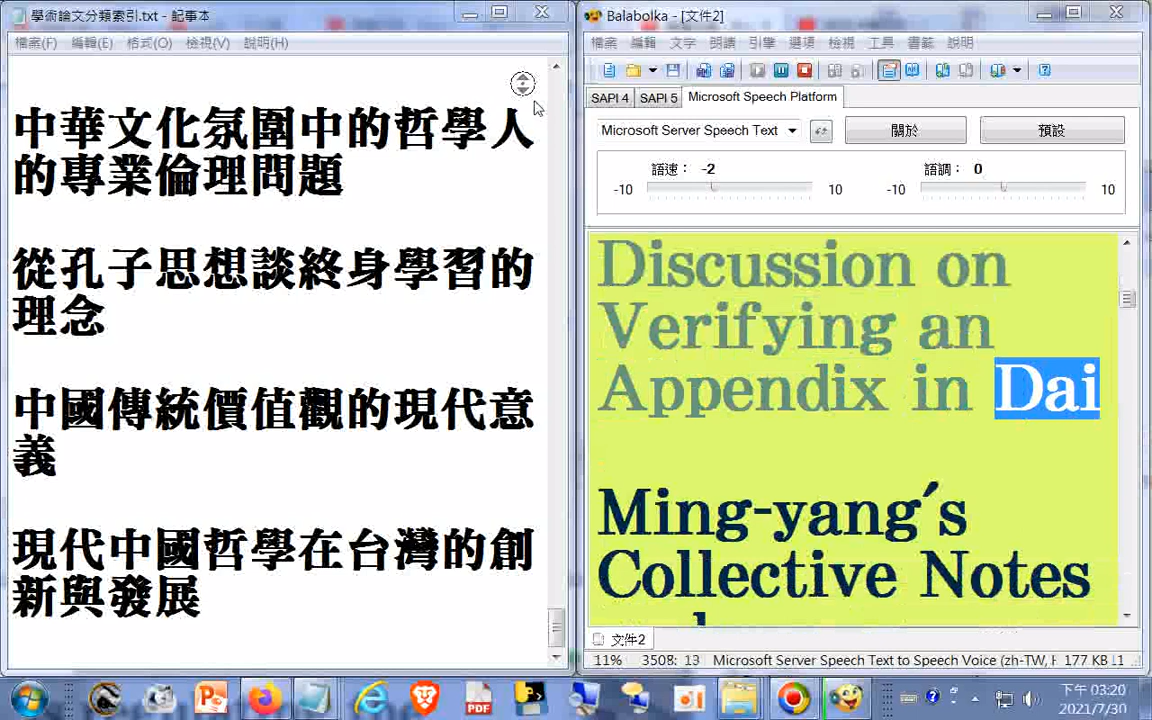 學術論文分類索引.txt - 記事本
檔案(F) 編輯(E) 格式(O) 檢視(V) 說明(H)
中華文化氛圍中的哲學人
的專業倫理問題
從孔子思想談終身學習的
理念
中國傳統價值觀的現代意
義
現代中國哲學在台灣的創
新與發展
Balabolka - [文件2]
檔案 編輯 文字 朗讀 引擎 選項 檢視 工具 書籤 說明
SAPI 4 SAPI 5 Microsoft Speech Platform
Microsoft Server Speech Text 關於 預設
語速： -2 語調： 0
-10 10 -10 10
Discussion on
Verifying an
Appendix in Dai
Ming-yang's
Collective Notes
文件2
11% 3508: 13 Microsoft Server Speech Text to Speech Voice (zh-TW, 177 KB
PDF
下午 03:20
2021/7/30